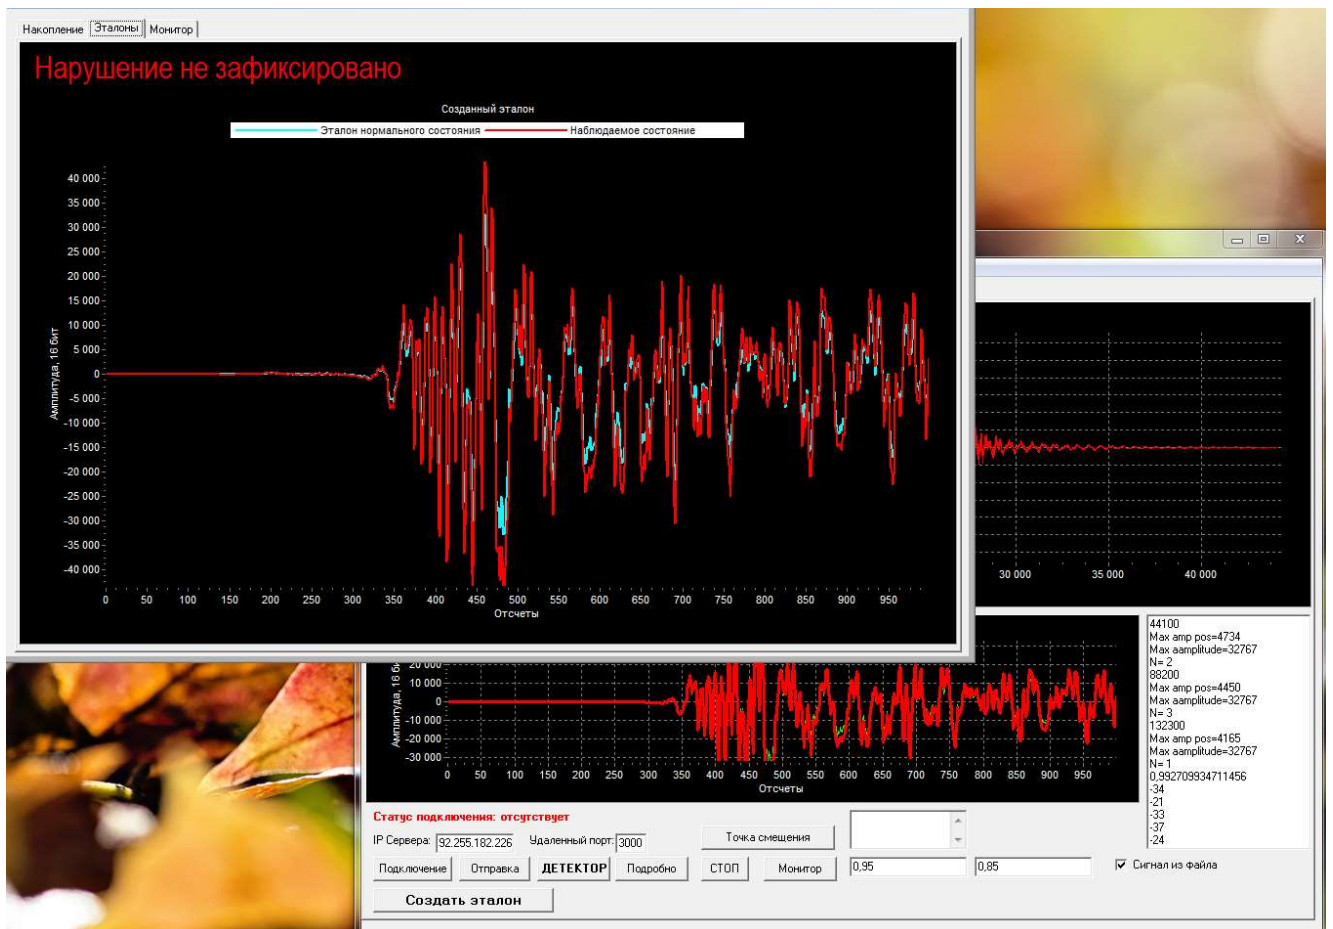 Накопление Эталоны Монитор
Нарушение не зафиксировано
Созданный эталон
Эталон нормального состояния Наблюдаемое состояние
40 000
35 000
30 000
25 000
20 000
15 000
10 000
5 000
0
-5 000
-10 000
-15 000
-20 000
-25 000
-30 000
-35 000
-40 000
Амплитуда, 16 бит
0 50 100 150 200 250 300 350 400 450 500 550 600 650 700 750 800 850 900 950
Отсчеты
30 000 35 000 40 000
20 000
10 000
0
-10 000
-20 000
-30 000
Амплитуда, 16 би
0 50 100 150 200 250 300 350 400 450 500 550 600 650 700 750 800 850 900 950
Отсчеты
44100
Max amp pos=4734
Max aamplitude=32767
N= 2
88200
Max amp pos=4450
Max aamplitude=32767
N= 3
132300
Max amp pos=4165
Max aamplitude=32767
N= 1
0,992709934711456
-34
-21
-33
-37
-24
Статус подключения: отсутствует
IP Сервера: 92.255.182.226 Удаленный порт: 3000 Точка смещения
Подключение Отправка ДЕТЕКТОР Подробно СТОП Монитор 0,95 0,85 Сигнал из файла
Создать эталон